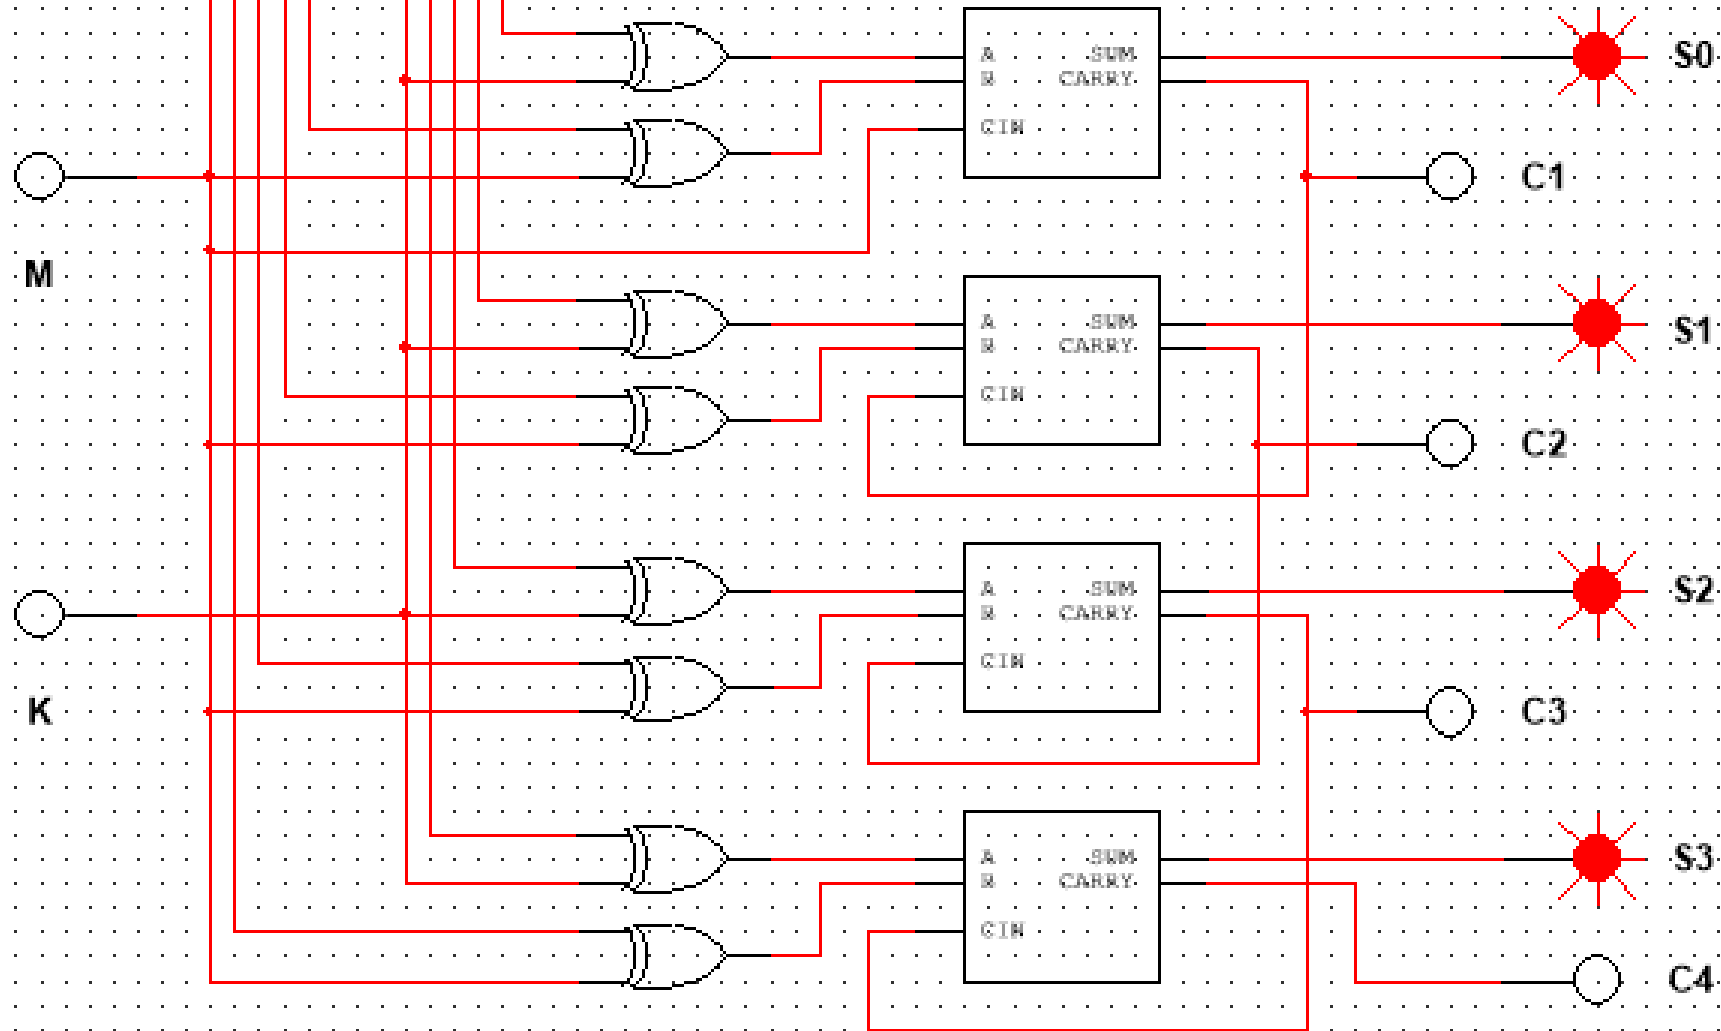 A SUM
B CARRY
CIN
S0
C1
M
A SUM
B CARRY
CIN
S1
C2
A SUM
B CARRY
CIN
S2
K
C3
A SUM
B CARRY
CIN
S3
C4